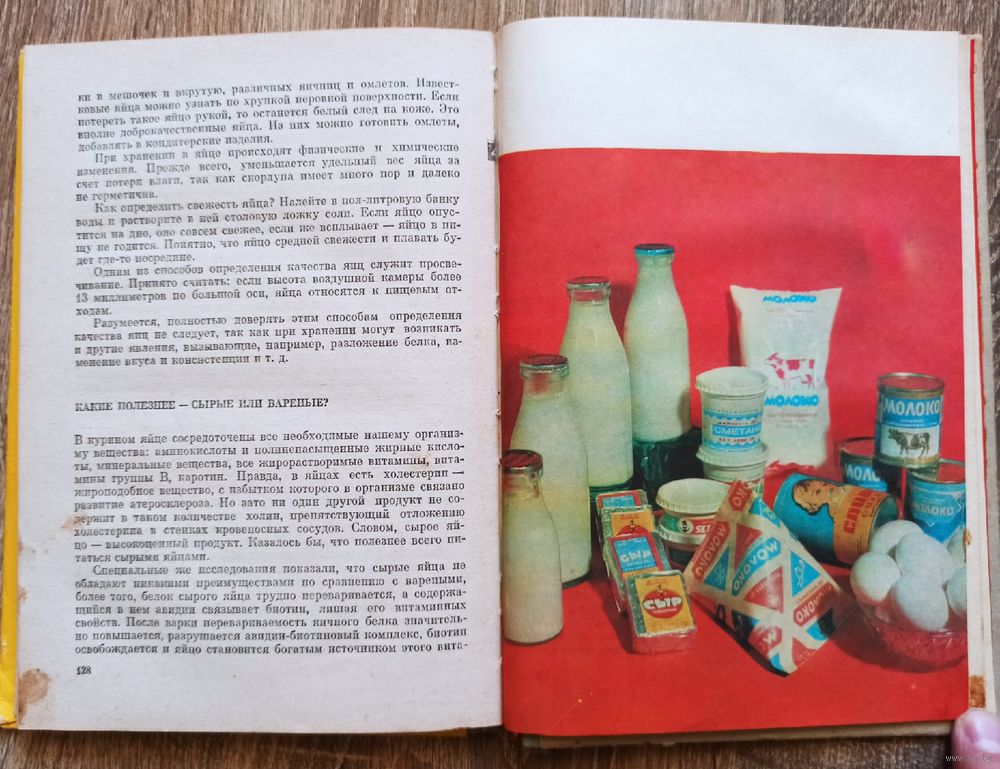 ки в мешочек и вкрутую, различных яичниц и омлетов. Извест-
ковые яйца можно узнать по хрупкой неровной поверхности. Если
потереть такое яйцо рукой, то останется белый след на коже. Это
вполне доброкачественные яйца. Из них можно готовить омлеты,
добавлять в кондитерские изделия.
При хранении в яйце происходят физические и химические
изменения. Прежде всего, уменьшается удельный вес яйца за
счет потери влаги, так как скорлупа имеет много пор и далеко
не герметична.
Как определить свежесть яйца? Налейте в пол-литровую банку
воды и растворите в ней столовую ложку соли. Если яйцо опус-
тится на дно, оно совсем свежее, если же всплывает — яйцо в пи-
щу не годится. Понятно, что яйцо средней свежести и плавать бу-
дет где-то посредине.
Одним из способов определения качества яиц служит просве-
чивание. Принято считать: если высота воздушной камеры более
13 миллиметров по большой оси, яйца относятся к пищевым от-
ходам.
Разумеется, полностью доверять этим способам определения
качества яиц не следует, так как при хранении могут возникать
и другие явления, вызывающие, например, разложение белка, из-
менение вкуса и консистенции и т. д.
КАКИЕ ПОЛЕЗНЕЕ — СЫРЫЕ ИЛИ ВАРЕНЫЕ?
В курином яйце сосредоточены все необходимые нашему организ-
му вещества: аминокислоты и полиненасыщенные жирные кисло-
ты, минеральные вещества, все жирорастворимые витамины, вита-
мины группы В, каротин. Правда, в яйцах есть холестерин —
жироподобное вещество, с избытком которого в организме связано
развитие атеросклероза. Но зато ни один другой продукт не со-
держит в таком количестве холин, препятствующий отложению
холестерина в стенках кровеносных сосудов. Словом, сырое яй-
цо — высокоценный продукт. Казалось бы, что полезнее всего пи-
таться сырыми яйцами.
Специальные же исследования показали, что сырые яйца не
обладают никакими преимуществами по сравнению с вареными,
более того, белок сырого яйца трудно переваривается, а содержа-
щийся в нем авидин связывает биотин, лишая его витаминных
свойств. После варки перевариваемость яичного белка значитель-
но повышается, разрушается авидин-биотиновый комплекс, биотин
освобождается и яйцо становится богатым источником этого вита-
128
МОЛОКО
МОЛОКО
МОЛОКО
СМЕТАНА
МОЛОКО
МОЛОКО
СЫР
СЫР
МОЛОКО
МОЛОКО